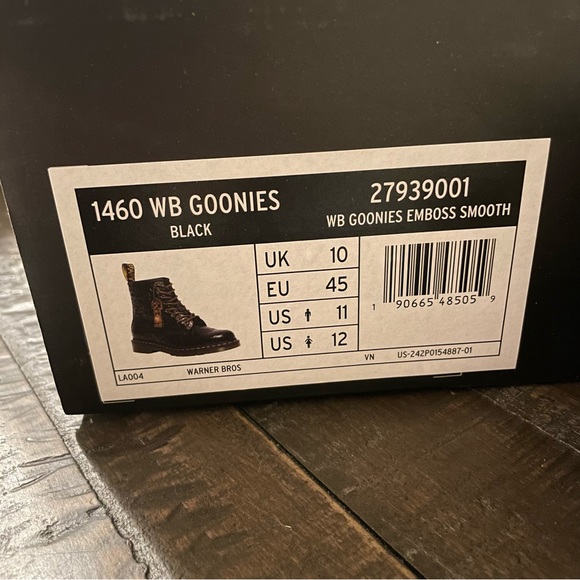 1460 WB GOONIES
BLACK
27939001
WB GOONIES EMBOSS SMOOTH
UK 10
EU 45
US 11
US 12
1 90665 48505 9
LA004
WARNER BROS
VN
US-242P0154887-01